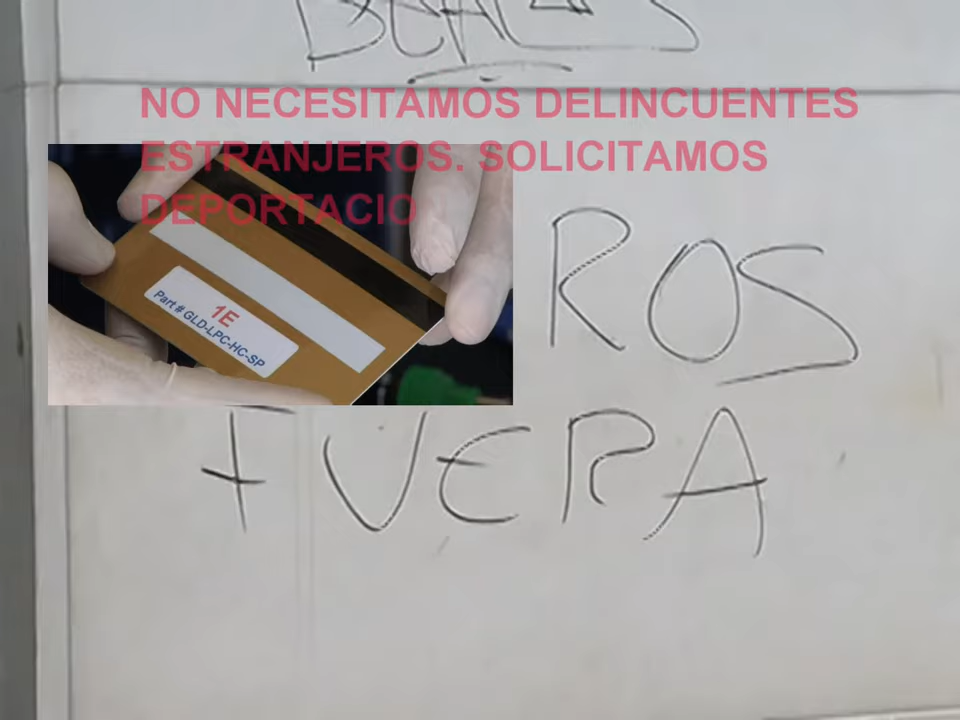 NO NECESITAMOS DELINCUENTES
ESTRANJEROS. SOLICITAMOS
DEPORTACIO
ROS
1E
Part # GLD-LPC-HC-SP
FUERA